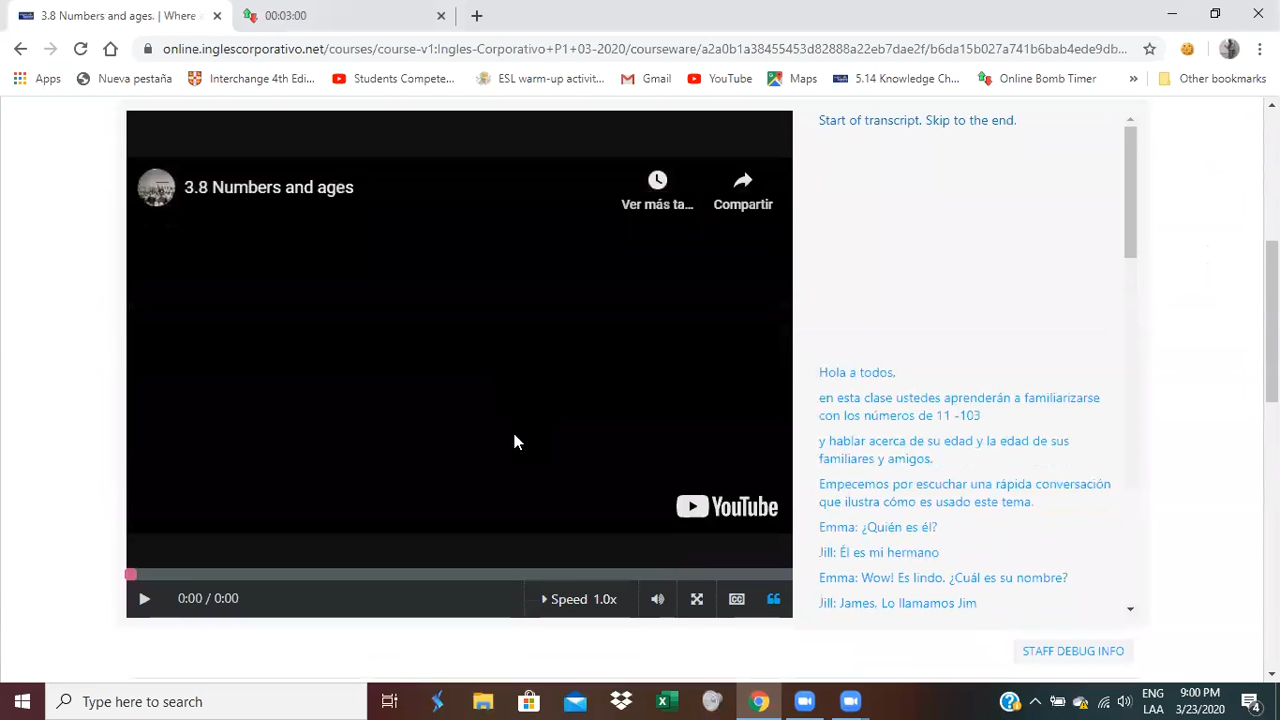 3.8 Numbers and ages. | Where
00:03:00
online.inglescorporativo.net/courses/course-v1:Ingles-Corporativo+P1+03-2020/courseware/a2a0b1a38455453d82888a22eb7dae2f/b6da15b027a741b6bab4ede9db...
Apps Nueva pestaña Interchange 4th Edi... Students Compete... ESL warm-up activit... Gmail YouTube Maps 5.14 Knowledge Ch... Online Bomb Timer » Other bookmarks
3.8 Numbers and ages
Ver más ta... Compartir
YouTube
0:00 / 0:00 Speed 1.0x
Start of transcript. Skip to the end.
Hola a todos,
en esta clase ustedes aprenderán a familiarizarse
con los números de 11 -103
y hablar acerca de su edad y la edad de sus
familiares y amigos.
Empecemos por escuchar una rápida conversación
que ilustra cómo es usado este tema.
Emma: ¿Quién es él?
Jill: Él es mi hermano
Emma: Wow! Es lindo. ¿Cuál es su nombre?
Jill: James, Lo llamamos Jim
STAFF DEBUG INFO
Type here to search
ENG 9:00 PM
LAA 3/23/2020
4